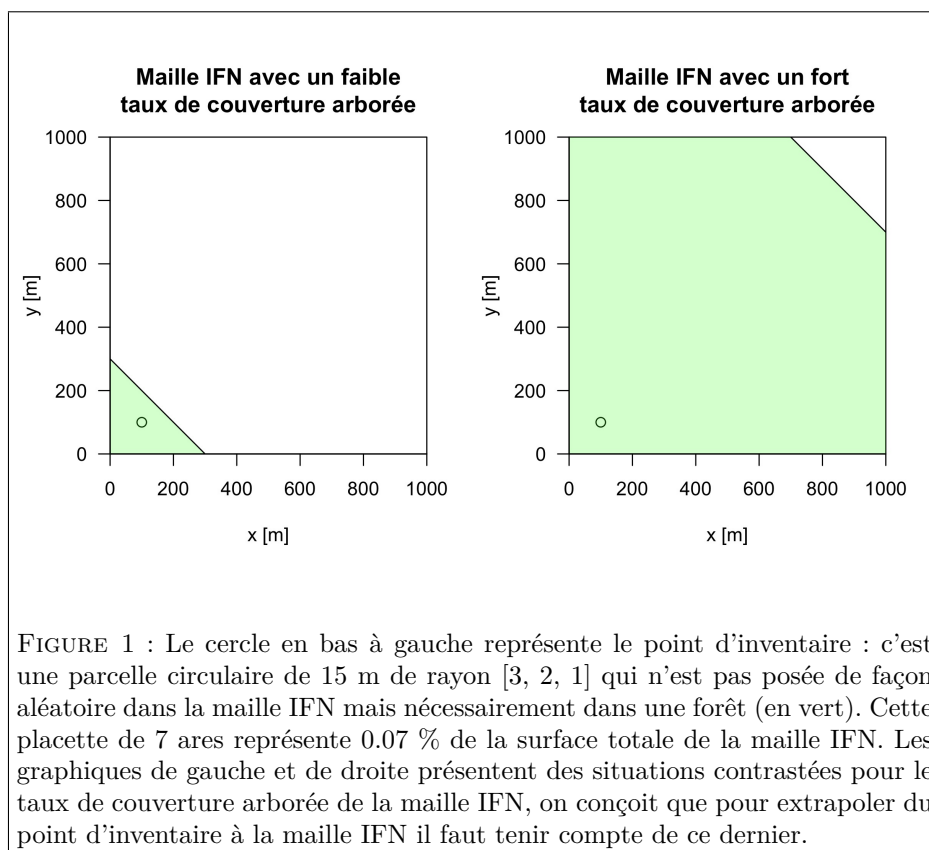 Maille IFN avec un faible
taux de couverture arborée
1000
800
600
400
200
0
y [m]
0 200 400 600 800 1000
x [m]
Maille IFN avec un fort
taux de couverture arborée
1000
800
600
400
200
0
y [m]
0 200 400 600 800 1000
x [m]
FIGURE 1 : Le cercle en bas à gauche représente le point d'inventaire : c'est
une parcelle circulaire de 15 m de rayon [3, 2, 1] qui n'est pas posée de façon
aléatoire dans la maille IFN mais nécessairement dans une forêt (en vert). Cette
placette de 7 ares représente 0.07 % de la surface totale de la maille IFN. Les
graphiques de gauche et de droite présentent des situations contrastées pour le
taux de couverture arborée de la maille IFN, on conçoit que pour extrapoler du
point d'inventaire à la maille IFN il faut tenir compte de ce dernier.